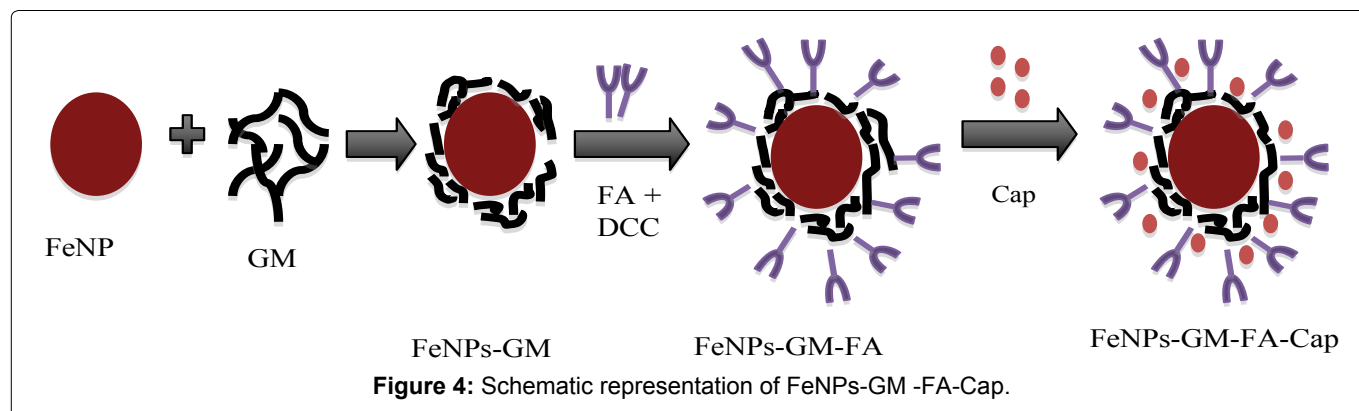 FeNP
GM
FeNPs-GM
FA +
DCC
FeNPs-GM-FA
Cap
FeNPs-GM-FA-Cap
Figure 4: Schematic representation of FeNPs-GM -FA-Cap.